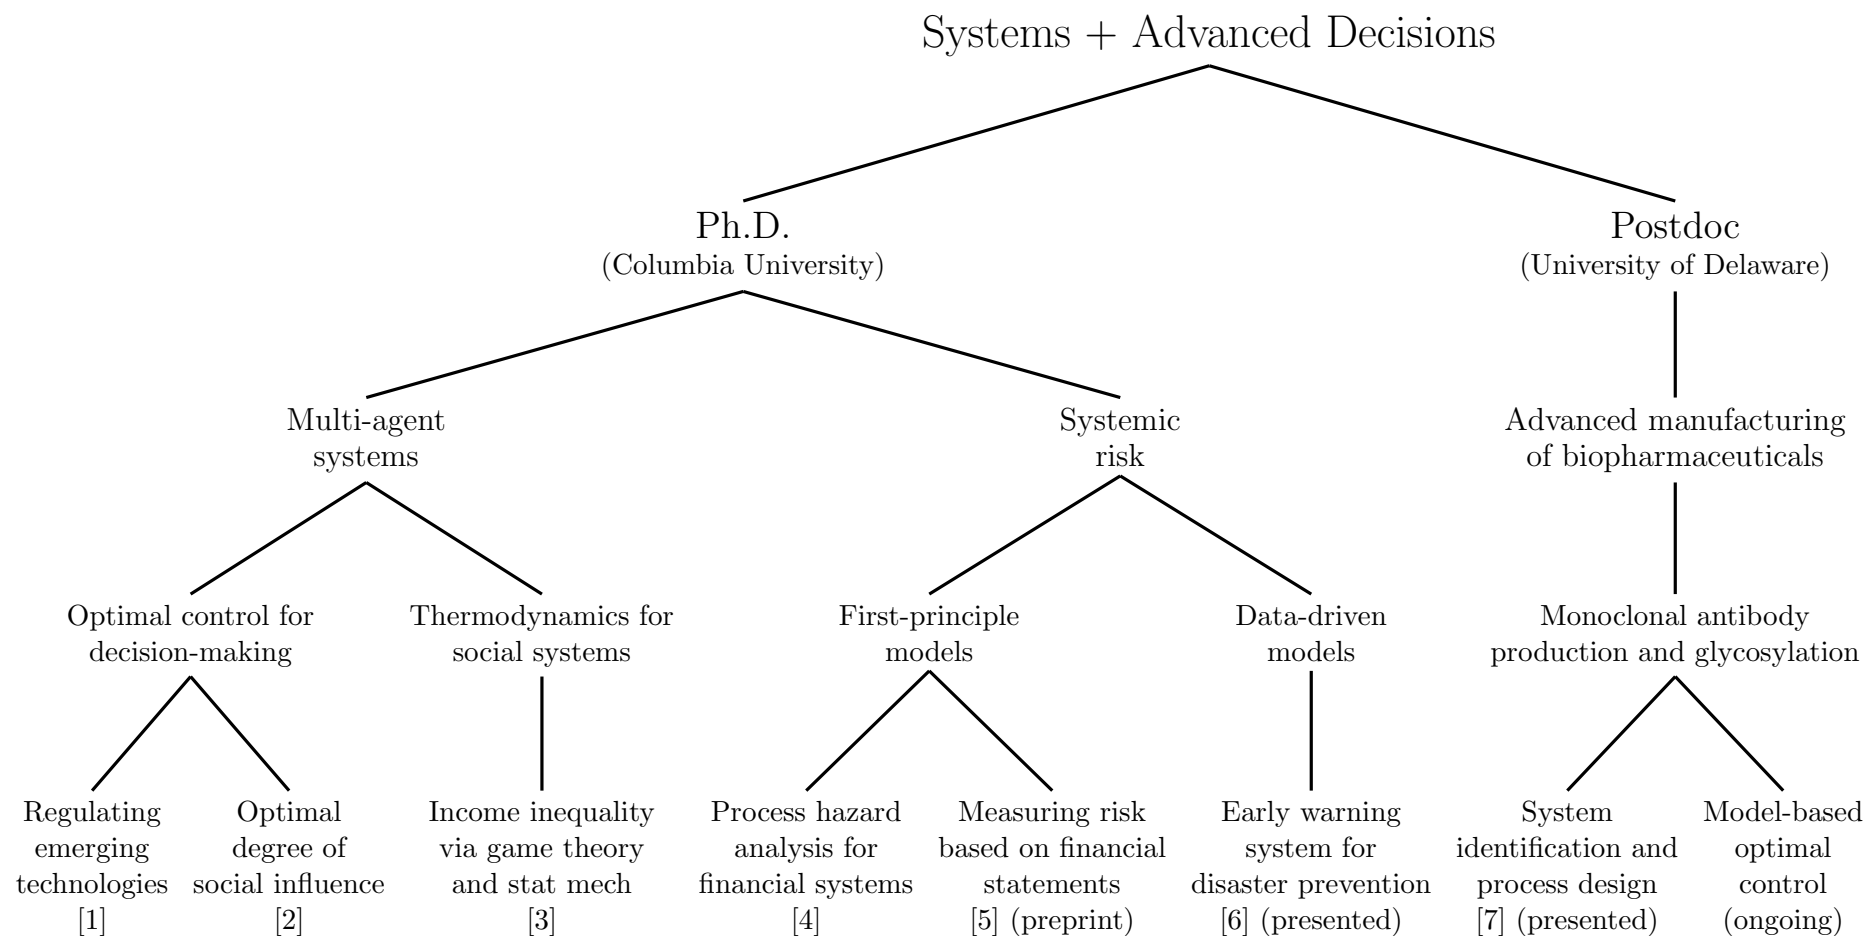 Systems + Advanced Decisions
Ph.D.
(Columbia University)
Postdoc
(University of Delaware)
Multi-agent
systems
Systemic
risk
Advanced manufacturing
of biopharmaceuticals
Optimal control for
decision-making
Thermodynamics for
social systems
First-principle
models
Data-driven
models
Monoclonal antibody
production and glycosylation
Regulating
emerging
technologies
[1]
Optimal
degree of
social influence
[2]
Income inequality
via game theory
and stat mech
[3]
Process hazard
analysis for
financial systems
[4]
Measuring risk
based on financial
statements
[5] (preprint)
Early warning
system for
disaster prevention
[6] (presented)
System
identification and
process design
[7] (presented)
Model-based
optimal
control
(ongoing)